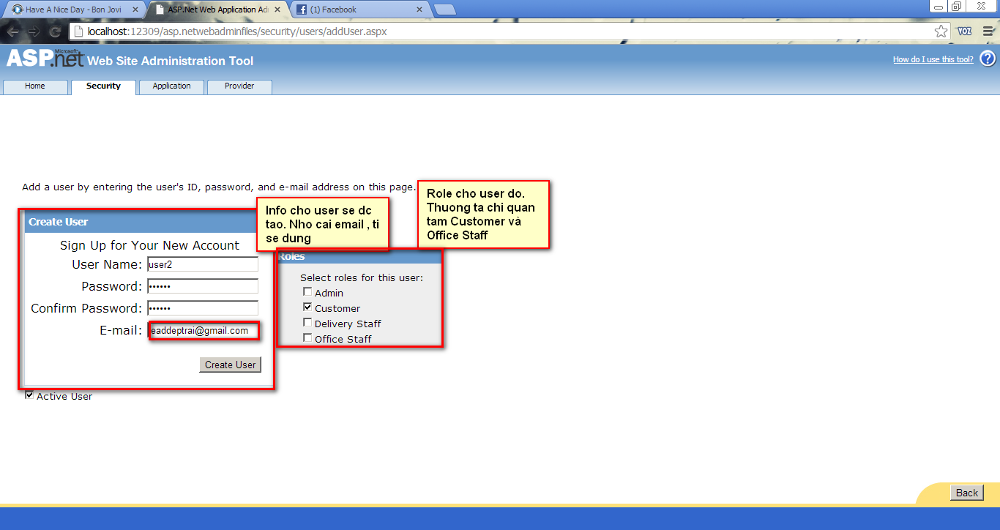 Have A Nice Day - Bon Jovi
ASP.Net Web Application Ad
(1) Facebook
localhost:12309/asp.netwebadminfiles/security/users/addUser.aspx
VOZ
Microsoft
ASP.net Web Site Administration Tool
How do I use this tool?
?
Home
Security
Application
Provider
Add a user by entering the user's ID, password, and e-mail address on this page.
Role cho user do.
Thuong ta chi quan
tam Customer và
Office Staff
Info cho user se dc
tao. Nho cai email , ti
se dung
Create User
Sign Up for Your New Account
User Name: user2
Password: ••••••
Confirm Password: ••••••
E-mail: eaddeptrai@gmail.com
Create User
Active User
Roles
Select roles for this user:
Admin
Customer
Delivery Staff
Office Staff
Back